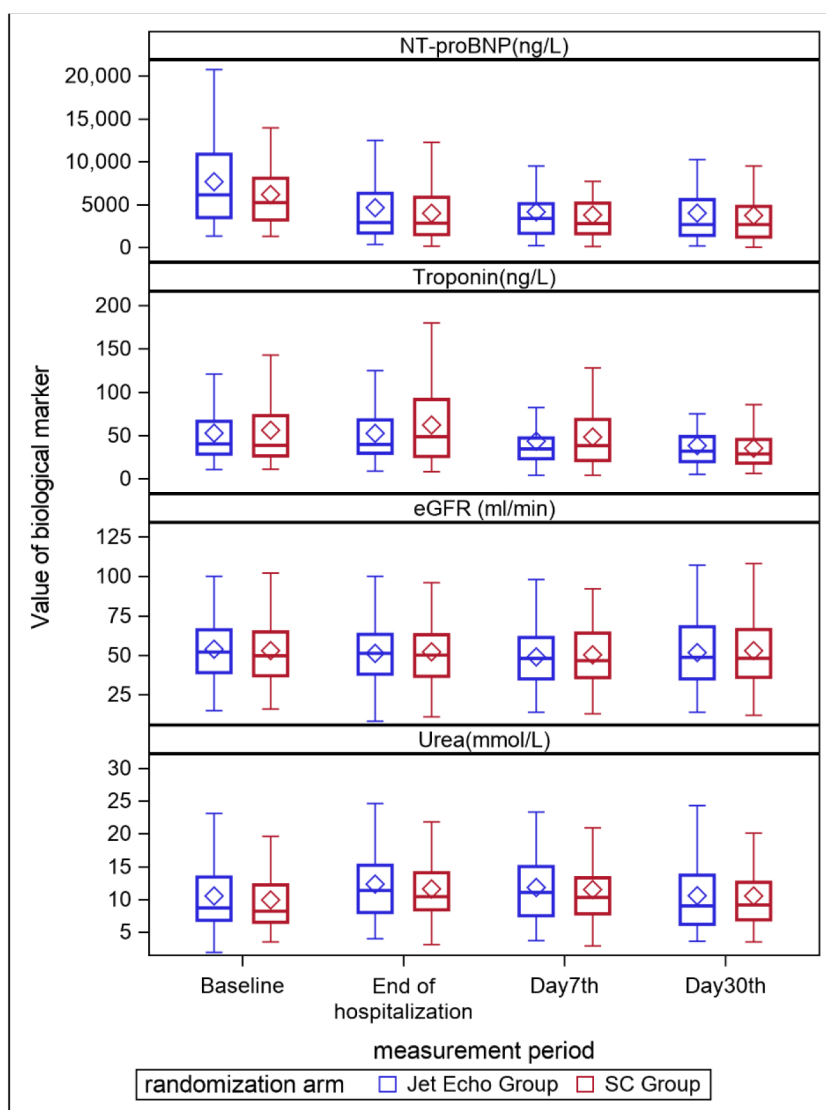 NT-proBNP(ng/L)
20,000
15,000
10,000
5000
0
Troponin(ng/L)
200
150
100
50
0
eGFR (ml/min)
125
100
75
50
25
Urea(mmol/L)
30
25
20
15
10
5
Value of biological marker
Baseline
End of
hospitalization
Day7th
Day30th
measurement period
randomization arm Jet Echo Group SC Group